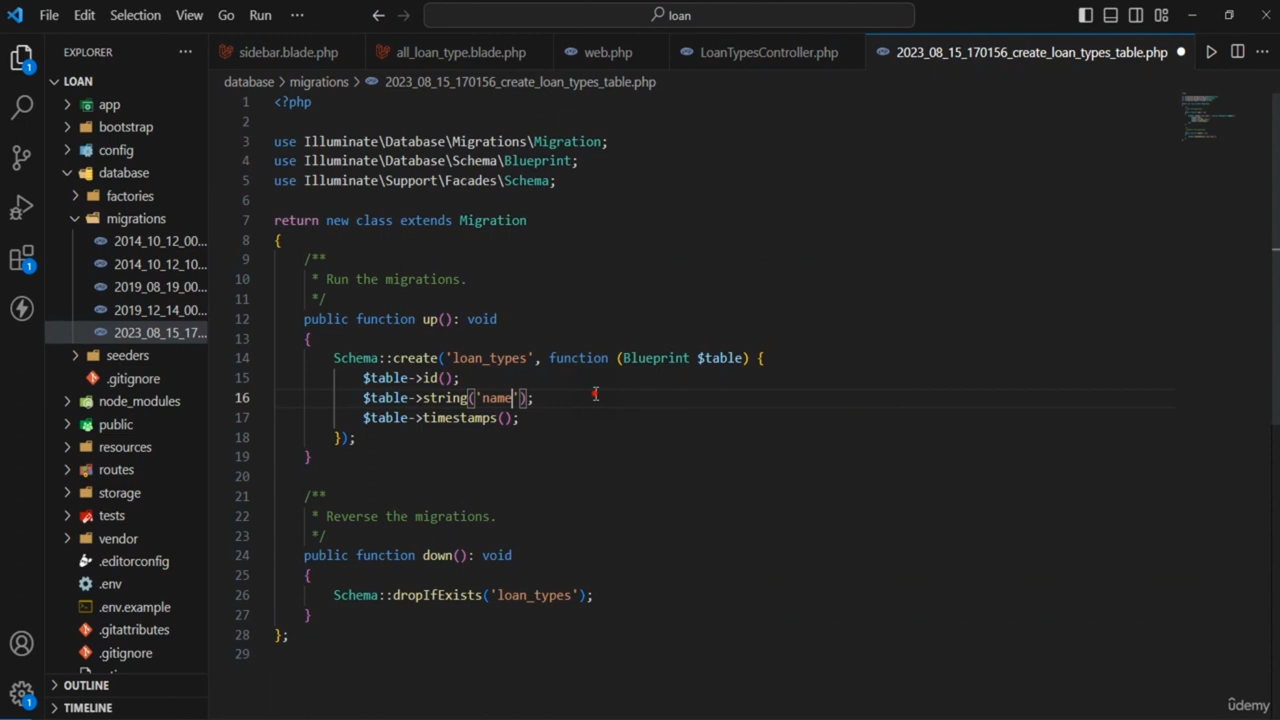 File Edit Selection View Go Run ··· loan
EXPLORER ···
sidebar.blade.php all_loan_type.blade.php web.php LoanTypesController.php 2023_08_15_170156_create_loan_types_table.php
LOAN
database > migrations > 2023_08_15_170156_create_loan_types_table.php
app
bootstrap
config
database
factories
migrations
2014_10_12_00...
2014_10_12_10...
2019_08_19_00...
2019_12_14_00...
2023_08_15_17...
seeders
.gitignore
node_modules
public
resources
routes
storage
tests
vendor
.editorconfig
.env
.env.example
.gitattributes
.gitignore
OUTLINE
TIMELINE
1 <?php
2
3 use Illuminate\Database\Migrations\Migration;
4 use Illuminate\Database\Schema\Blueprint;
5 use Illuminate\Support\Facades\Schema;
6
7 return new class extends Migration
8 {
9 /**
10 * Run the migrations.
11 */
12 public function up(): void
13 {
14 Schema::create('loan_types', function (Blueprint $table) {
15 $table->id();
16 $table->string('name');
17 $table->timestamps();
18 });
19 }
20
21 /**
22 * Reverse the migrations.
23 */
24 public function down(): void
25 {
26 Schema::dropIfExists('loan_types');
27 }
28 };
29
1
1
1
ûdemy